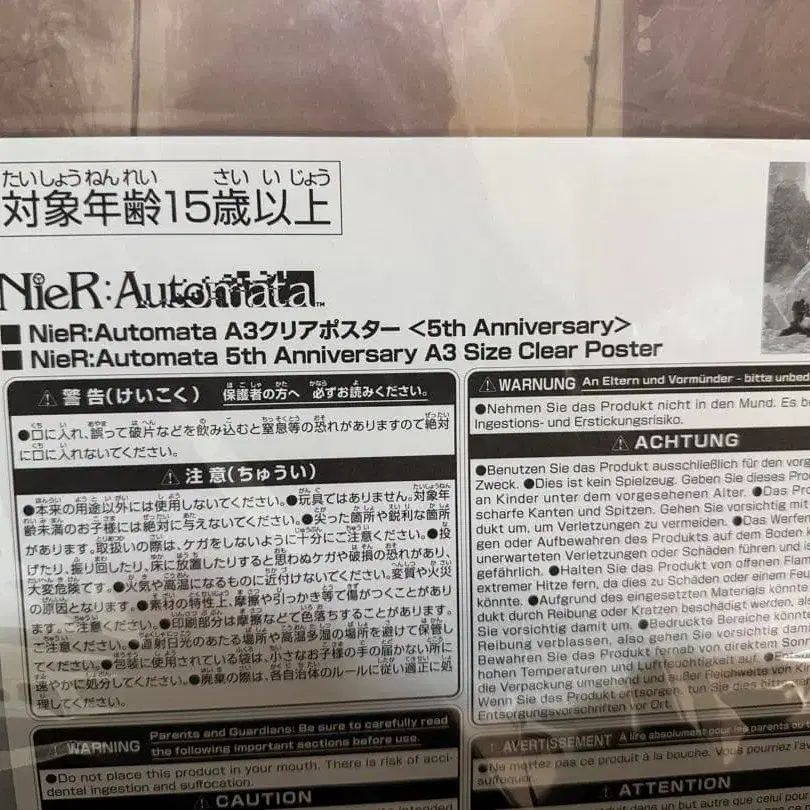 たいしょうねんれい さい い じょう
対象年齢15歳以上
NieR:Automata™
■ NieR:Automata A3クリアポスター <5th Anniversary>
■ NieR:Automata 5th Anniversary A3 Size Clear Poster
⚠ 警告(けいこく) 保護者の方へ 必ずお読みください。
●口に入れ、誤って破片などを飲み込むと窒息等の恐れがありますので絶対
に口に入れないでください。
⚠ 注意(ちゅうい)
●本来の用途以外には使用しないでください。●玩具ではありません。対象年
齢未満のお子様には絶対に与えないでください。●尖った箇所や鋭利な箇所
があります。取扱いの際は、ケガをしないように十分にご注意ください。●投
げたり、振り回したり、床に放置したりすると思わぬケガや破損の恐れがあり、
大変危険です。●火気や高温になるものに近付けないでください。変質や火災
の原因となります。●素材の特性上、摩擦や引っかき等で傷がつくことがあり
ます。ご注意ください。●印刷部分は摩擦などで色落ちすることがあります。
ご注意ください。●直射日光のあたる場所や高温多湿の場所を避けて保管し
てください。●包装に使用されている袋は、小さなお子様の手の届かない所に
速やかに処分してください。●廃棄の際は、各自治体のルールに従い適正に処
理してください。
⚠ WARNUNG An Eltern und Vormünder - bitte unbed
●Nehmen Sie das Produkt nicht in den Mund. Es be
Ingestions- und Erstickungsrisiko.
⚠ ACHTUNG
●Benutzen Sie das Produkt ausschließlich für den vorg
Zweck. ●Dies ist kein Spielzeug. Geben Sie dieses Prod
an Kinder unter dem vorgesehenen Alter. ●Das Pr
scharfe Kanten und Spitzen. Gehen Sie vorsichtig mit
dukt um, um Verletzungen zu vermeiden. ●Das Werfen
gen oder Aufbewahren des Produkts auf dem Boden k
unerwarteten Verletzungen oder Schäden führen und is
gefährlich. ●Halten Sie das Produkt von offenen Flam
extremer Hitze fern, da dies zu Schäden oder einem Feu
könnte. ●Aufgrund des eingesetzten Materials könnte
dukt durch Reibung oder Kratzen beschädigt werden, al
Sie vorsichtig damit um. ●Bedruckte Bereiche könnte
Reibung verblassen, also gehen Sie vorsichtig dam
Bewahren Sie das Produkt fernab von direktem Som
hohen Temperaturen und Luftfeuchtigkeit auf.
die Verpackung umgehend und außer Reichweite von K
Wenn Sie das Produkt entsorgen, tun Sie dies bitte
Entsorgungsvorschriften vor Ort.
⚠ WARNING Parents and Guardians: Be sure to carefully read
the following important sections before use.
●Do not place this product in your mouth. There is risk of acci-
dental ingestion and suffocation.
⚠ CAUTION
⚠ AVERTISSEMENT À lire absolument pour les parents ou t
●Ne mettez pas ce produit à la bouche. Vous pourriez l'av
suffoquer.
⚠ ATTENTION